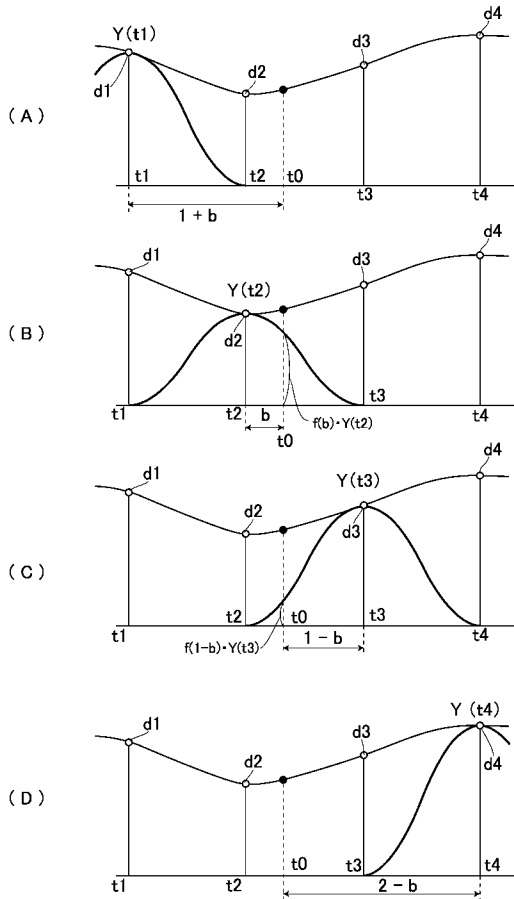 (A)
Y(t1)
d1
d2
d3
d4
t1
t2
t0
t3
t4
1 + b
(B)
d1
Y(t2)
d2
d3
d4
t1
t2
b
t0
t3
t4
f(b)・Y(t2)
(C)
d1
d2
Y(t3)
d3
d4
t1
t2
t0
t3
t4
f(1-b)・Y(t3)
1 − b
(D)
d1
d2
d3
Y (t4)
d4
t1
t2
t0
t3
t4
2 − b